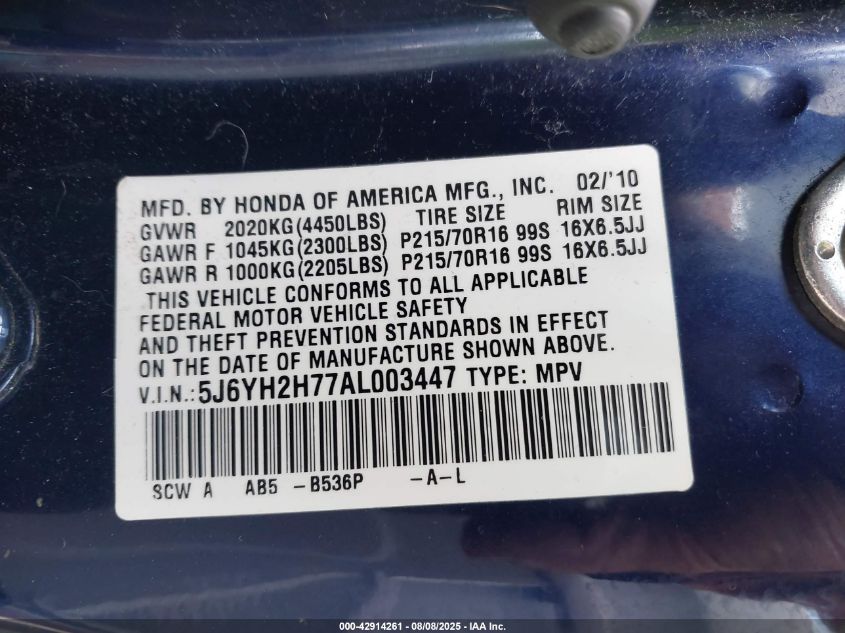 MFD. BY HONDA OF AMERICA MFG., INC. 02/'10
GVWR 2020KG(4450LBS) TIRE SIZE RIM SIZE
GAWR F 1045KG(2300LBS) P215/70R16 99S 16X6.5JJ
GAWR R 1000KG(2205LBS) P215/70R16 99S 16X6.5JJ
THIS VEHICLE CONFORMS TO ALL APPLICABLE
FEDERAL MOTOR VEHICLE SAFETY
AND THEFT PREVENTION STANDARDS IN EFFECT
ON THE DATE OF MANUFACTURE SHOWN ABOVE.
V.I.N.: 5J6YH2H77AL003447 TYPE: MPV
SCW A AB5 -B536P -A-L
000-42914261 - 08/08/2025 - IAA Inc.